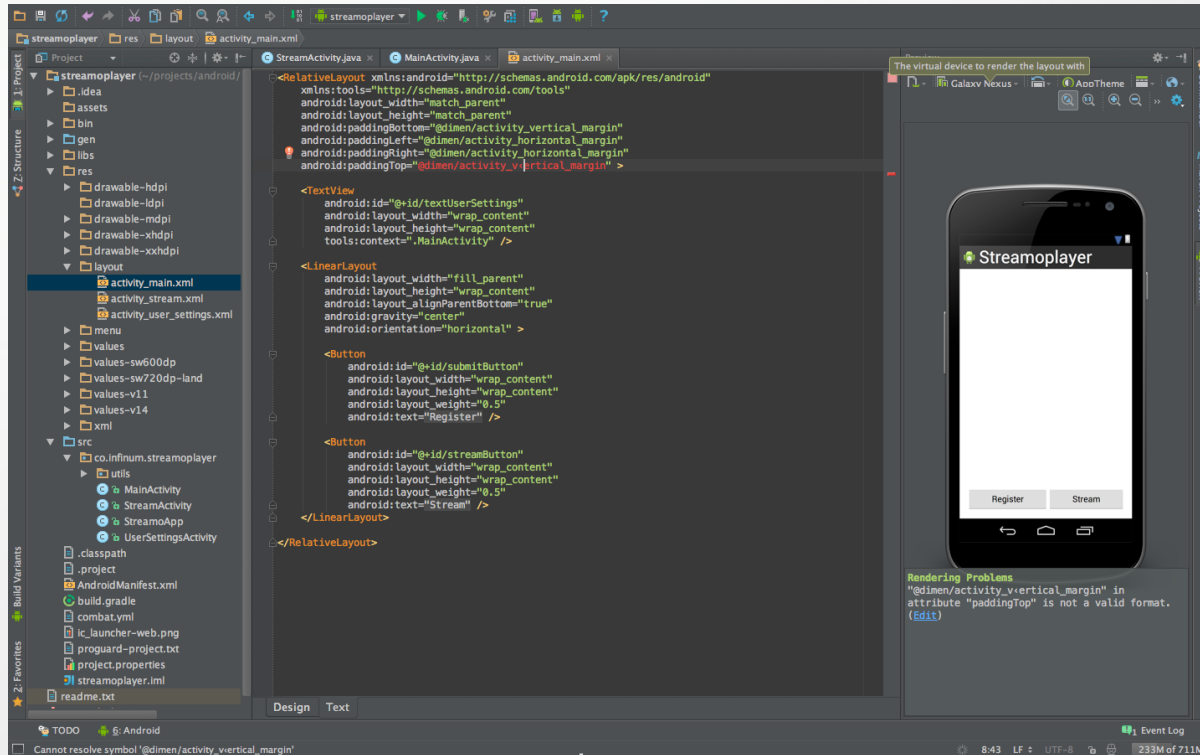 streamoplayer
?
streamoplayer res layout activity_main.xml
1: Project
Z: Structure
Build Variants
2: Favorites
Project
streamoplayer (~/projects/android/
.idea
assets
bin
gen
libs
res
drawable-hdpi
drawable-ldpi
drawable-mdpi
drawable-xhdpi
drawable-xxhdpi
layout
activity_main.xml
activity_stream.xml
activity_user_settings.xml
menu
values
values-sw600dp
values-sw720dp-land
values-v11
values-v14
xml
src
co.infinum.streamoplayer
utils
MainActivity
StreamActivity
StreamoApp
UserSettingsActivity
.classpath
.project
AndroidManifest.xml
build.gradle
combat.yml
ic_launcher-web.png
proguard-project.txt
project.properties
streamoplayer.iml
readme.txt
StreamActivity.java MainActivity.java activity_main.xml
<RelativeLayout xmlns:android="http://schemas.android.com/apk/res/android"
xmlns:tools="http://schemas.android.com/tools"
android:layout_width="match_parent"
android:layout_height="match_parent"
android:paddingBottom="@dimen/activity_vertical_margin"
android:paddingLeft="@dimen/activity_horizontal_margin"
android:paddingRight="@dimen/activity_horizontal_margin"
android:paddingTop="@dimen/activity_v‹ertical_margin" >
<TextView
android:id="@+id/textUserSettings"
android:layout_width="wrap_content"
android:layout_height="wrap_content"
tools:context=".MainActivity" />
<LinearLayout
android:layout_width="fill_parent"
android:layout_height="wrap_content"
android:layout_alignParentBottom="true"
android:gravity="center"
android:orientation="horizontal" >
<Button
android:id="@+id/submitButton"
android:layout_width="wrap_content"
android:layout_height="wrap_content"
android:layout_weight="0.5"
android:text="Register" />
<Button
android:id="@+id/streamButton"
android:layout_width="wrap_content"
android:layout_height="wrap_content"
android:layout_weight="0.5"
android:text="Stream" />
</LinearLayout>
</RelativeLayout>
Design Text
The virtual device to render the layout with
Galaxy Nexus AppTheme
Streamoplayer
Register Stream
Rendering Problems
"@dimen/activity_v‹ertical_margin" in
attribute "paddingTop" is not a valid format.
(Edit)
TODO 6: Android 1 Event Log
Cannot resolve symbol '@dimen/activity_v‹ertical_margin' 8:43 LF UTF-8 233M of 711M